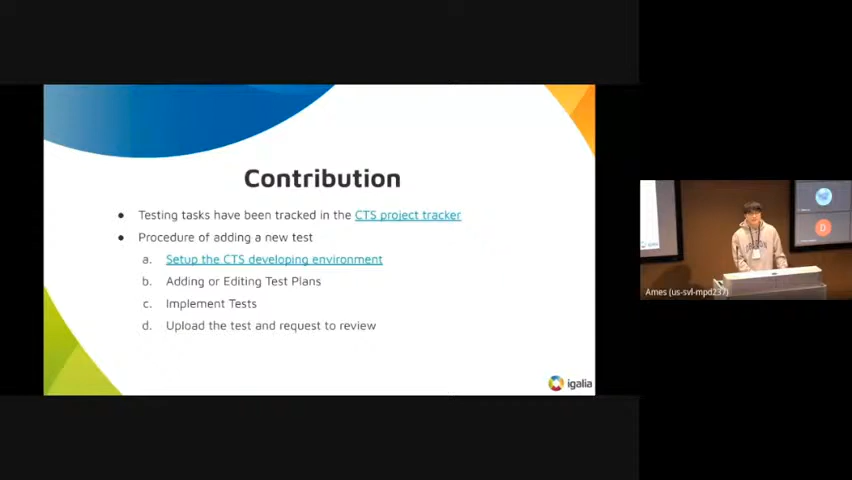 Contribution
● Testing tasks have been tracked in the CTS project tracker
● Procedure of adding a new test
a. Setup the CTS developing environment
b. Adding or Editing Test Plans
c. Implement Tests
d. Upload the test and request to review
igalia
D
Ames (us-svl-mpd237)